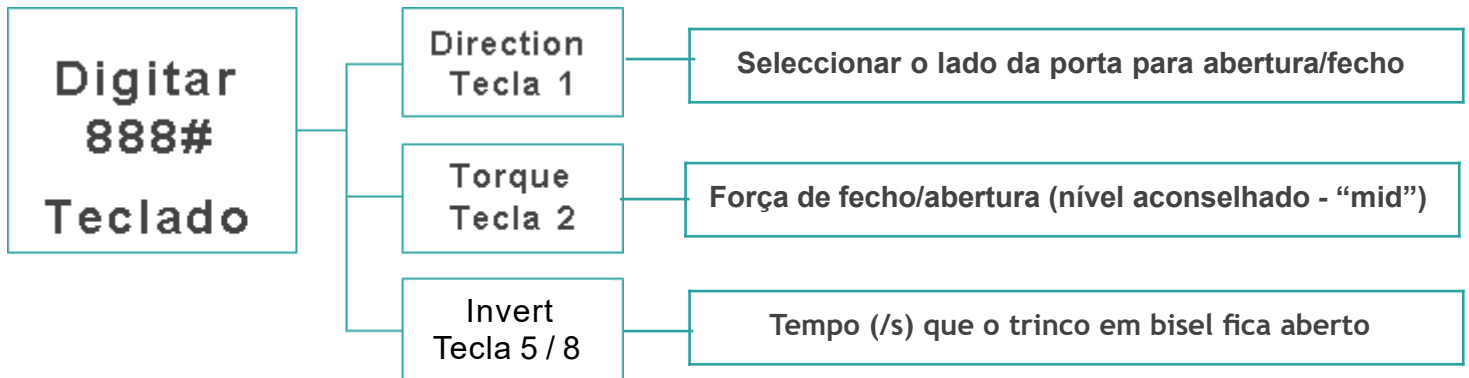 Digitar
888#
Teclado
Direction
Tecla 1
Seleccionar o lado da porta para abertura/fecho
Torque
Tecla 2
Força de fecho/abertura (nível aconselhado - “mid”)
Invert
Tecla 5 / 8
Tempo (/s) que o trinco em bisel fica aberto